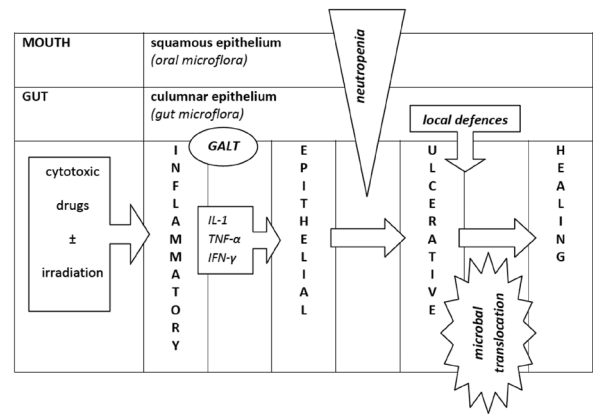 MOUTH
squamous epithelium
(oral microflora)
GUT
culumnar epithelium
(gut microflora)
neutropenia
local defences
GALT
cytotoxic
drugs
±
irradiation
INFLAMMATORY
IL-1
TNF-α
IFN-γ
EPITHELIAL
ULCERATIVE
HEALING
microbal
translocation